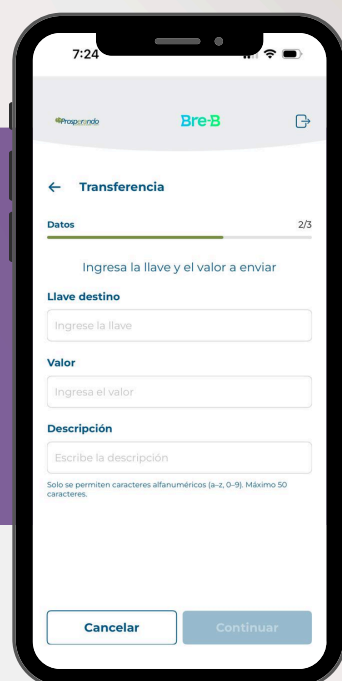 7:24
Prosperando
Bre-B
Transferencia
Datos 2/3
Ingresa la llave y el valor a enviar
Llave destino
Ingrese la llave
Valor
Ingresa el valor
Descripción
Escribe la descripción
Solo se permiten caracteres alfanuméricos (a-z, 0-9). Máximo 50
caracteres.
Cancelar Continuar